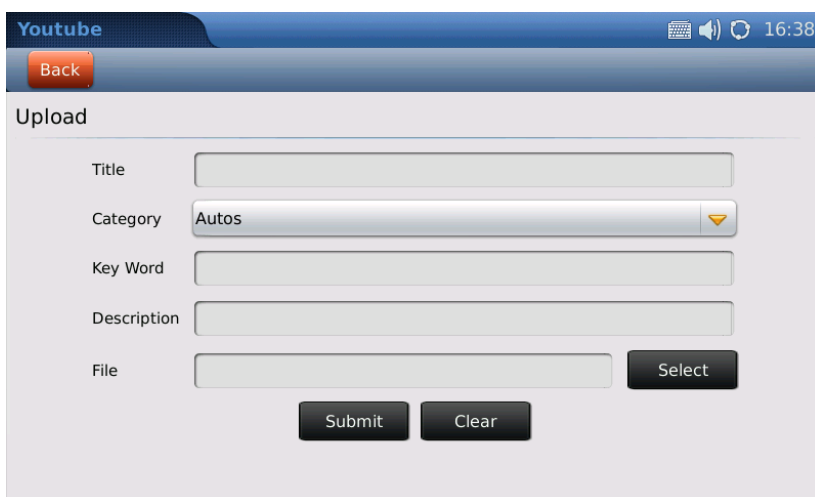 Youtube 16:38
Back
Upload
Title
Category Autos
Key Word
Description
File Select
Submit Clear